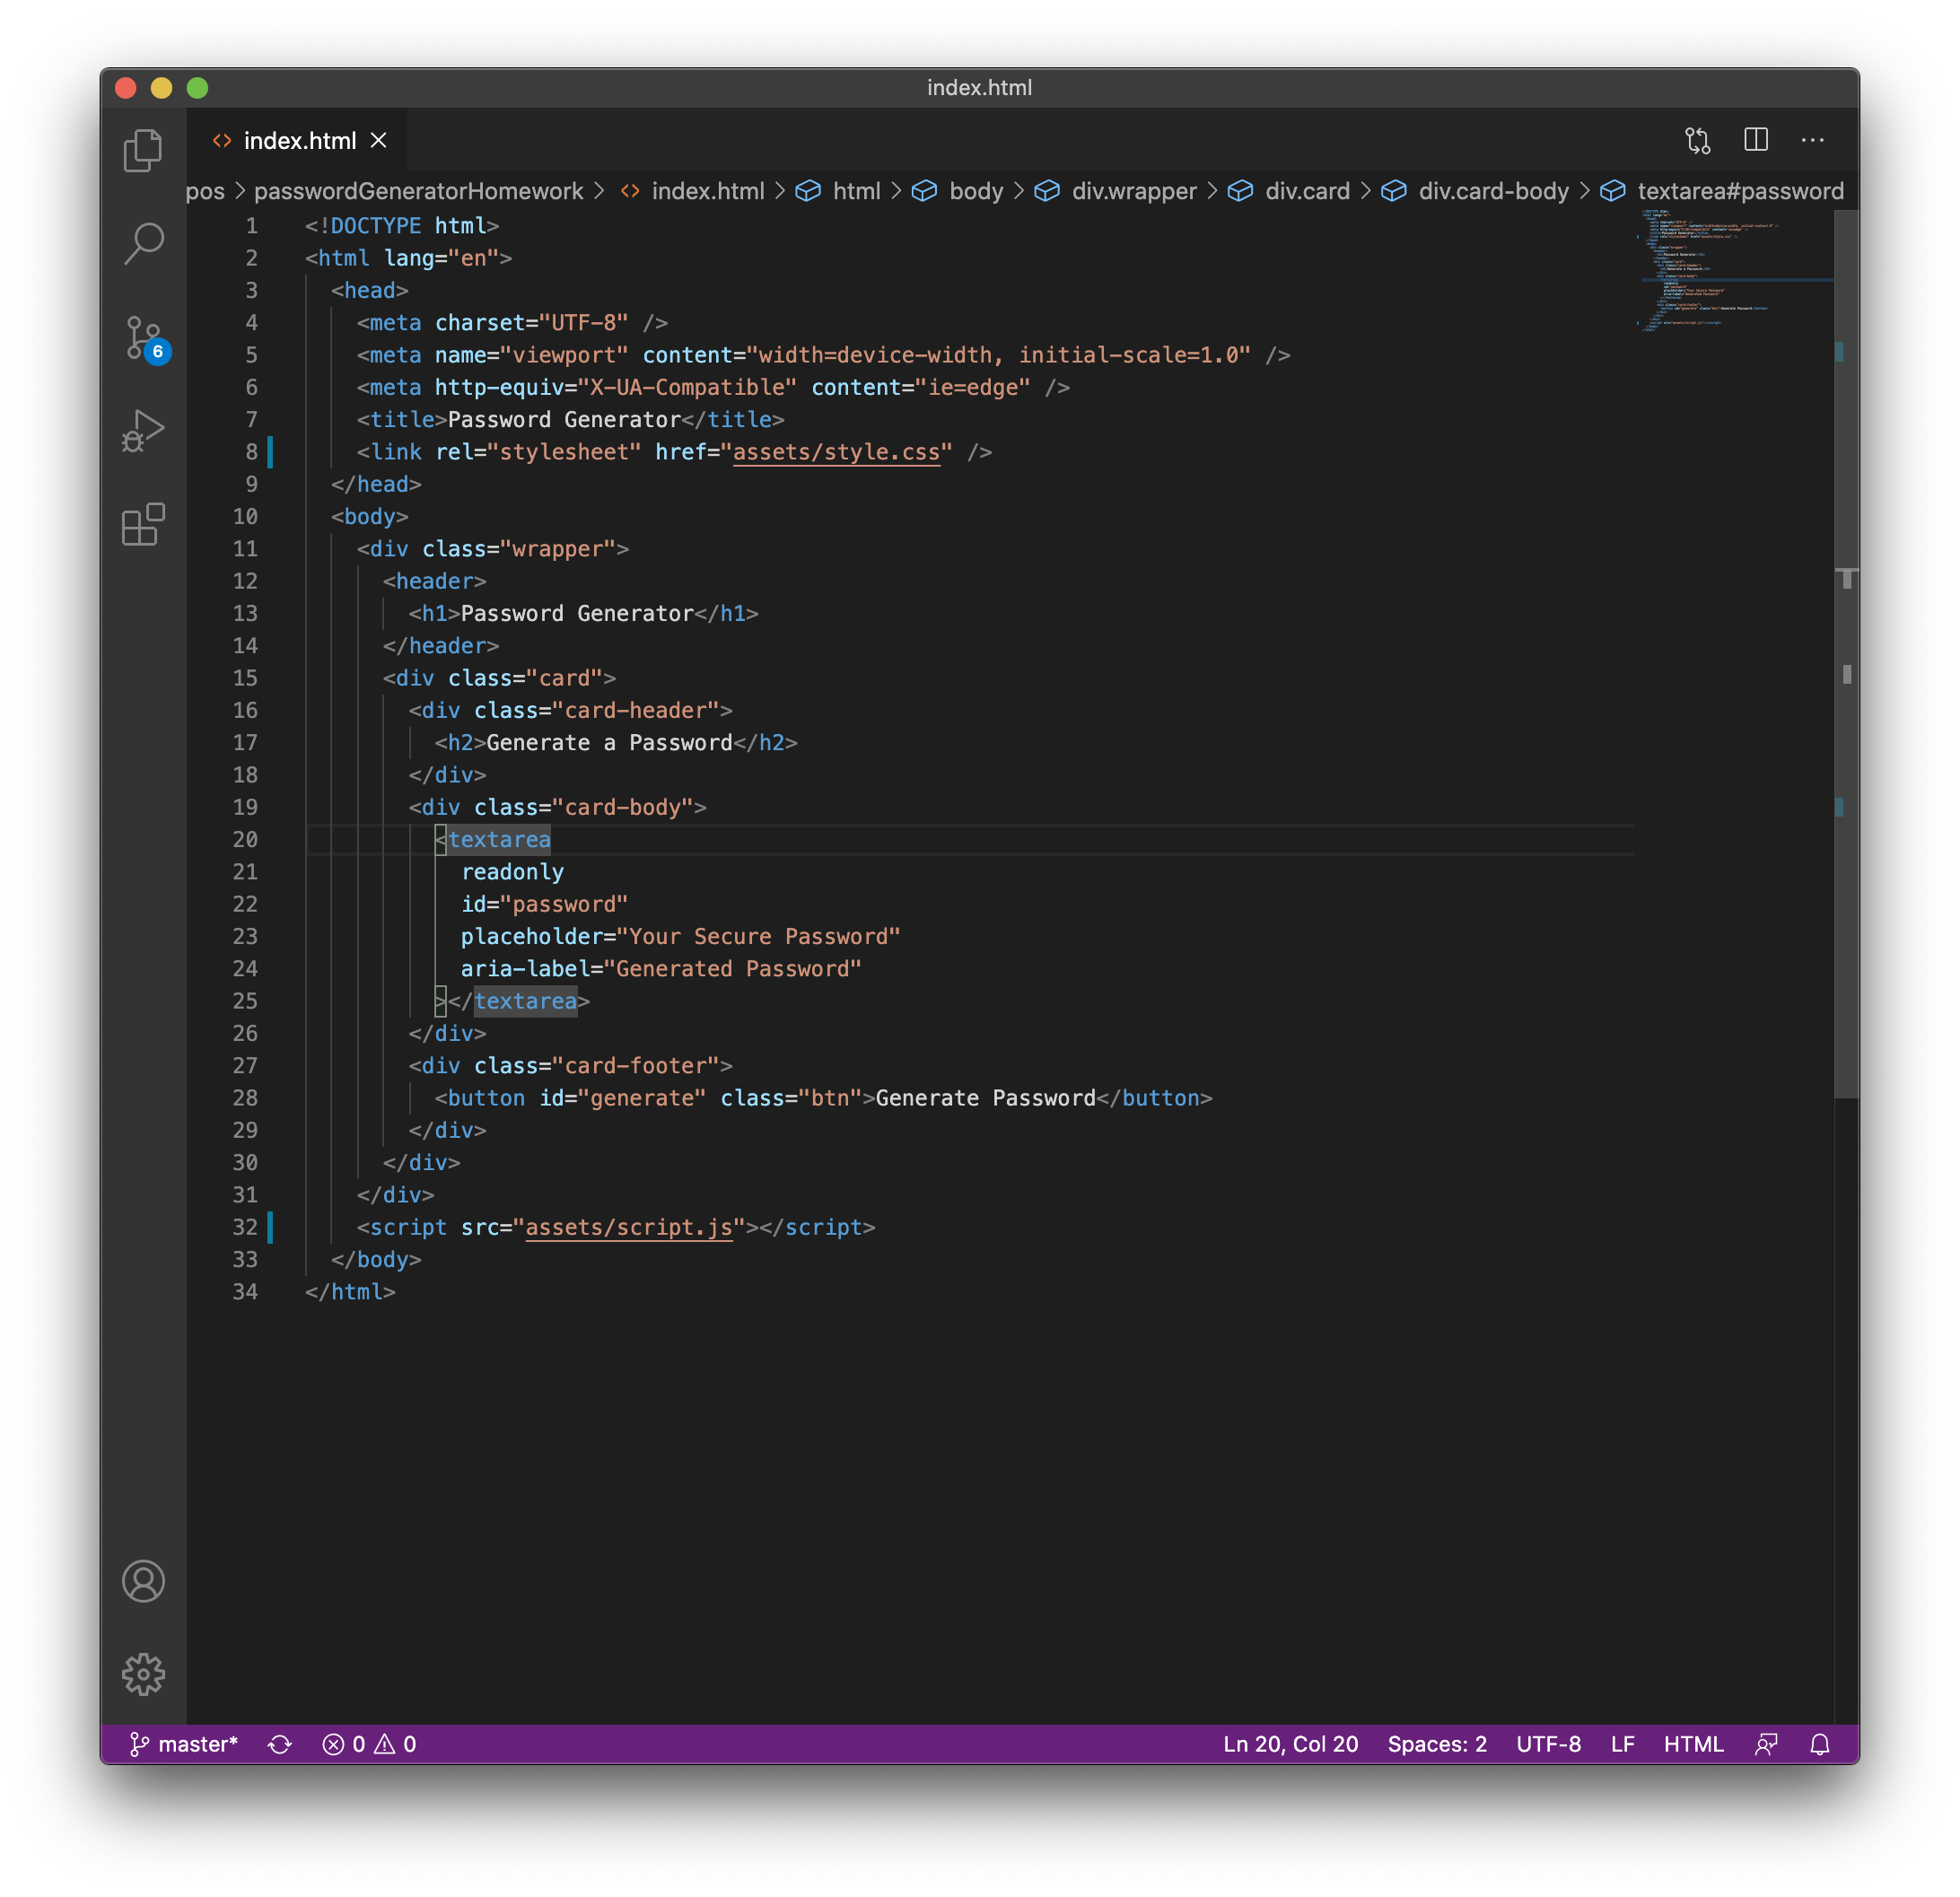 index.html
index.html
pos > passwordGeneratorHomework > index.html > html > body > div.wrapper > div.card > div.card-body > textarea#password
1 <!DOCTYPE html>
2 <html lang="en">
3   <head>
4     <meta charset="UTF-8" />
5     <meta name="viewport" content="width=device-width, initial-scale=1.0" />
6     <meta http-equiv="X-UA-Compatible" content="ie=edge" />
7     <title>Password Generator</title>
8     <link rel="stylesheet" href="assets/style.css" />
9   </head>
10   <body>
11     <div class="wrapper">
12       <header>
13         <h1>Password Generator</h1>
14       </header>
15       <div class="card">
16         <div class="card-header">
17           <h2>Generate a Password</h2>
18         </div>
19         <div class="card-body">
20           <textarea
21             readonly
22             id="password"
23             placeholder="Your Secure Password"
24             aria-label="Generated Password"
25           ></textarea>
26         </div>
27         <div class="card-footer">
28           <button id="generate" class="btn">Generate Password</button>
29         </div>
30       </div>
31     </div>
32     <script src="assets/script.js"></script>
33   </body>
34 </html>
6
master* 0 0 Ln 20, Col 20 Spaces: 2 UTF-8 LF HTML